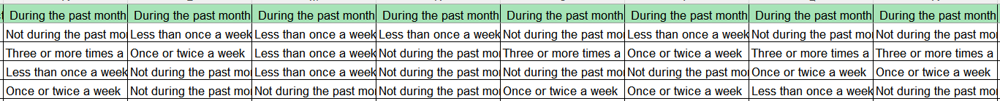 During the past month During the past month During the past month During the past month During the past month During the past month During the past month During the past month
Not during the past mo Less than once a week Less than once a week Less than once a week Not during the past mo Less than once a week Not during the past mo Not during the past mo
Three or more times a Once or twice a week Less than once a week Not during the past mo Three or more times a Once or twice a week Three or more times a Three or more times a
Less than once a week Not during the past mo Less than once a week Not during the past mo Not during the past mo Not during the past mo Once or twice a week Once or twice a week
Once or twice a week Not during the past mo Not during the past mo Not during the past mo Once or twice a week Once or twice a week Less than once a week Not during the past mo